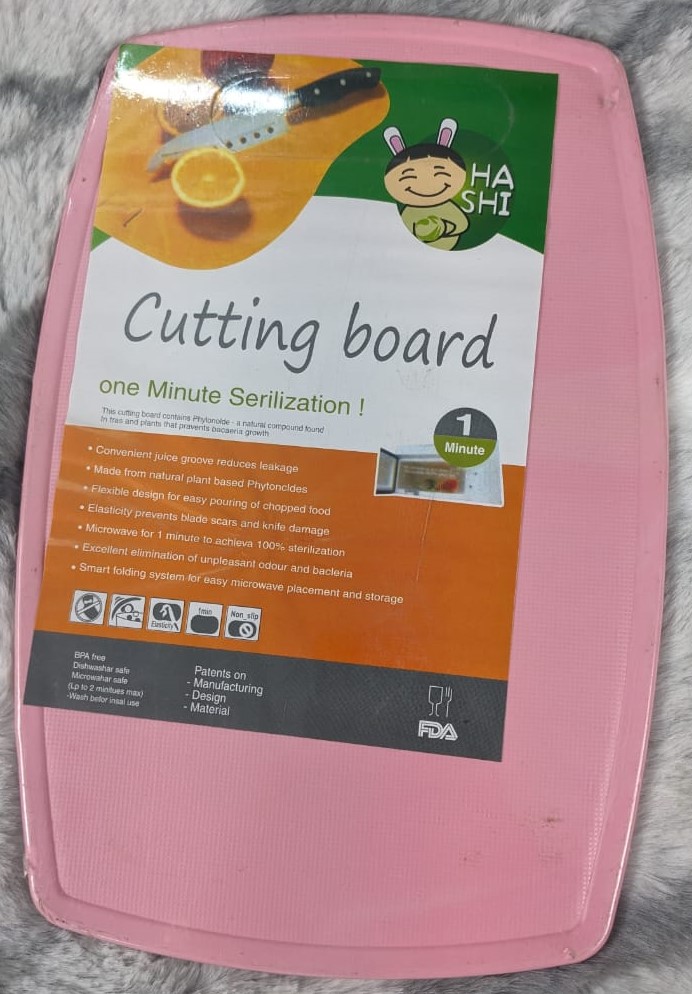 HA
SHI
Cutting board
one Minute Serilization !
This cutting board contains Phytonoide - a natural compound found
In tras and plants that pravents bacaeria growth
1
Minute
• Convenient juice groove reduces leakage
• Made from natural plant based Phytoncides
• Flexible design for easy pouring of chopped food
• Elasticity prevents blade scars and knife damage
• Microwave for 1 minute to achieva 100% sterilization
• Excellent elimination of unpleasant odour and bacteria
• Smart folding system for easy microwave placement and storage
Elasticity
1min
Non_slip
BPA free
Dishwashar safe
Microwahar safe
(Lp to 2 minitues max)
-Wash befor insal use
Patents on
- Manufacturing
- Design
- Material
FDA